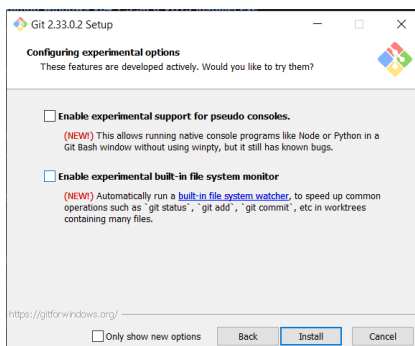 Git 2.33.0.2 Setup
Configuring experimental options
These features are developed actively. Would you like to try them?
Enable experimental support for pseudo consoles.
(NEW!) This allows running native console programs like Node or Python in a
Git Bash window without using winpty, but it still has known bugs.
Enable experimental built-in file system monitor
(NEW!) Automatically run a built-in file system watcher, to speed up common
operations such as `git status`, `git add`, `git commit`, etc in worktrees
containing many files.
https://gitforwindows.org/
Only show new options Back Install Cancel